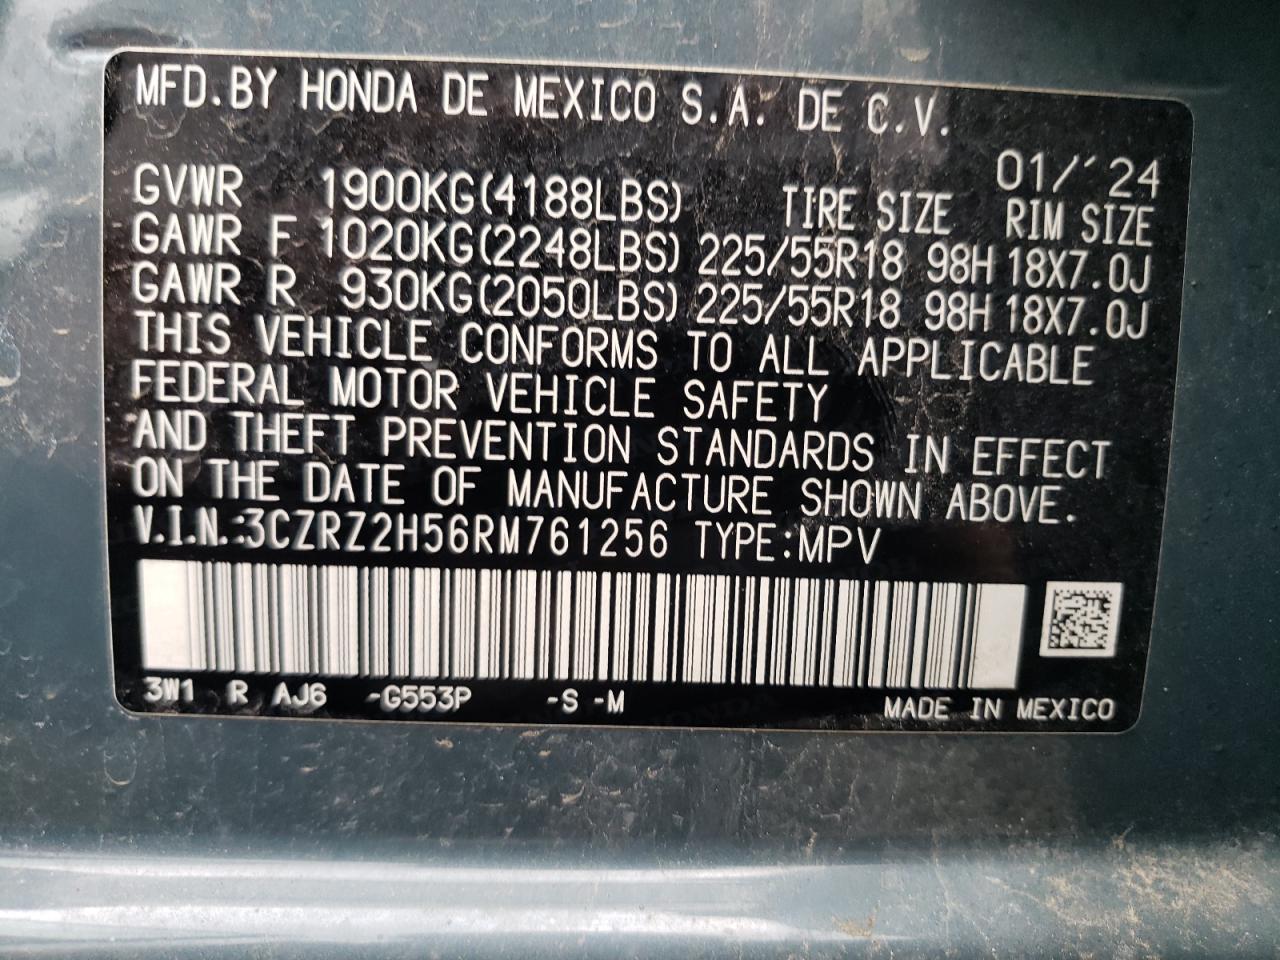 MFD.BY HONDA DE MEXICO S.A. DE C.V.
01/'24
GVWR 1900KG(4188LBS) TIRE SIZE RIM SIZE
GAWR F 1020KG(2248LBS) 225/55R18 98H 18X7.0J
GAWR R 930KG(2050LBS) 225/55R18 98H 18X7.0J
THIS VEHICLE CONFORMS TO ALL APPLICABLE
FEDERAL MOTOR VEHICLE SAFETY
AND THEFT PREVENTION STANDARDS IN EFFECT
ON THE DATE OF MANUFACTURE SHOWN ABOVE.
V.I.N.:3CZRZ2H56RM761256 TYPE:MPV
3W1 R AJ6 -G553P -S -M MADE IN MEXICO
HONDA